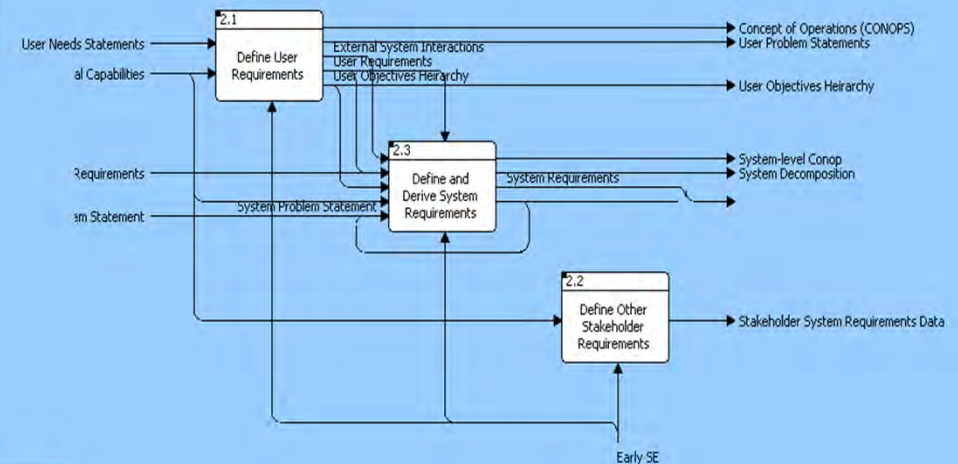 2.1
Define User
Requirements
User Needs Statements
al Capabilities
External System Interactions
User Requirements
User Objectives Heirarchy
Concept of Operations (CONOPS)
User Problem Statements
User Objectives Heirarchy
2.3
Define and
Derive System
Requirements
Requirements
System Problem Statement
am Statement
System Requirements
System-level Conop
System Decomposition
2.2
Define Other
Stakeholder
Requirements
Stakeholder System Requirements Data
Early SE